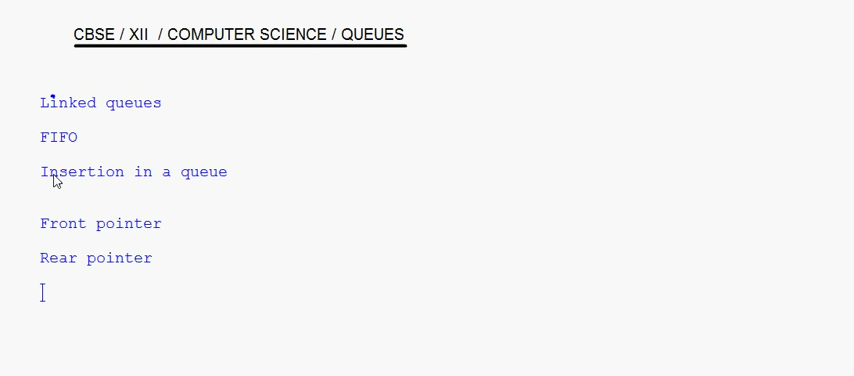 CBSE / XII / COMPUTER SCIENCE / QUEUES
Linked queues
FIFO
Insertion in a queue
Front pointer
Rear pointer